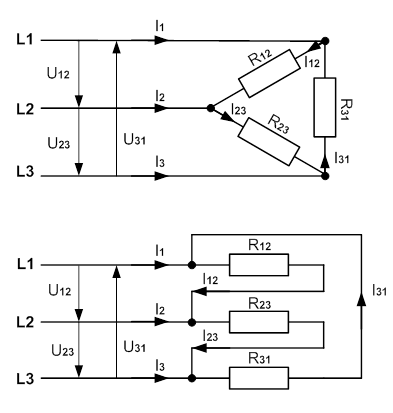 L1 I1
R12
U12 I12
L2 I2
I23
R31
U23 U31 R23
L3 I3 I31
L1 I1 R12
U12 I12
I31
L2 I2 R23
U23 U31 I23
L3 I3 R31